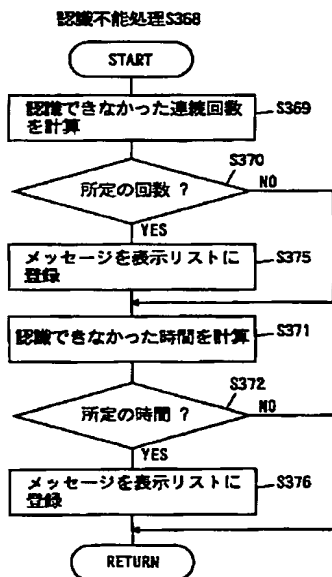 認識不能処理S368
START
認識できなかった連続回数
を計算
S369
S370
所定の回数 ?
NO
YES
メッセージを表示リストに
登録
S375
認識できなかった時間を計算
S371
S372
所定の時間 ?
NO
YES
メッセージを表示リストに
登録
S376
RETURN